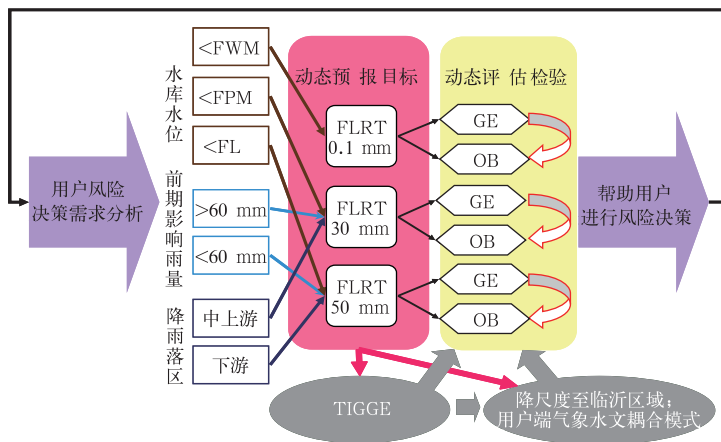 用户风险
决策需求分析
水库水位
<FWM
<FPM
<FL
前期影响雨量
>60 mm
<60 mm
降雨落区
中上游
下游
动态预 报目标
FLRT
0.1 mm
FLRT
30 mm
FLRT
50 mm
动态评 估检验
GE
OB
GE
OB
GE
OB
帮助用户
进行风险决策
TIGGE
降尺度至临沂区域;
用户端气象水文耦合模式